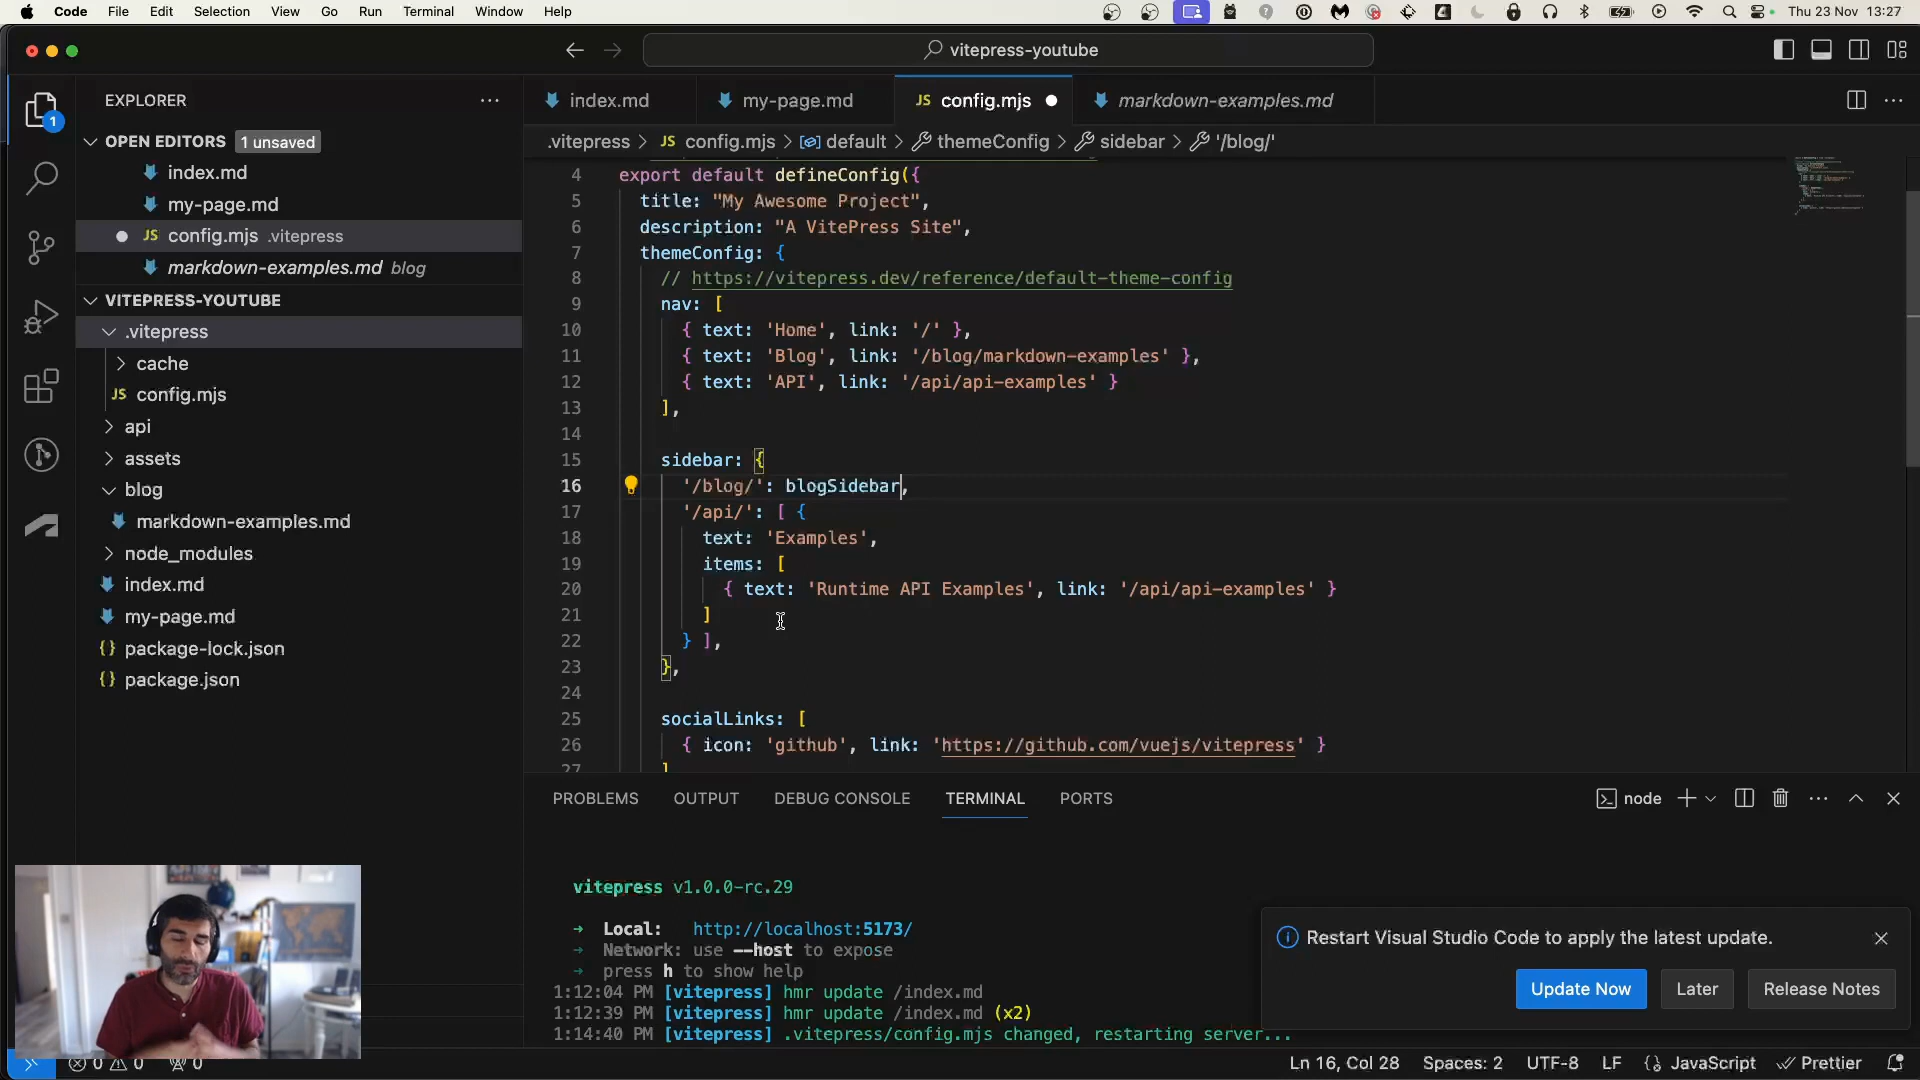 Code File Edit Selection View Go Run Terminal Window Help Thu 23 Nov 13:27
vitepress-youtube
EXPLORER
index.md my-page.md JS config.mjs markdown-examples.md
OPEN EDITORS 1 unsaved
index.md
my-page.md
JS config.mjs .vitepress
markdown-examples.md blog
VITEPRESS-YOUTUBE
.vitepress
cache
JS config.mjs
api
assets
blog
markdown-examples.md
node_modules
index.md
my-page.md
{} package-lock.json
{} package.json
1
.vitepress > JS config.mjs > default > themeConfig > sidebar > '/blog/'
4 export default defineConfig({
5 title: "My Awesome Project",
6 description: "A VitePress Site",
7 themeConfig: {
8 // https://vitepress.dev/reference/default-theme-config
9 nav: [
10 { text: 'Home', link: '/' },
11 { text: 'Blog', link: '/blog/markdown-examples' },
12 { text: 'API', link: '/api/api-examples' }
13 ],
14
15 sidebar: {
16 '/blog/': blogSidebar,
17 '/api/': [ {
18 text: 'Examples',
19 items: [
20 { text: 'Runtime API Examples', link: '/api/api-examples' }
21 ]
22 } ],
23 },
24
25 socialLinks: [
26 { icon: 'github', link: 'https://github.com/vuejs/vitepress' }
27 ]
PROBLEMS OUTPUT DEBUG CONSOLE TERMINAL PORTS node
vitepress v1.0.0-rc.29
➜ Local: http://localhost:5173/
➜ Network: use --host to expose
➜ press h to show help
1:12:04 PM [vitepress] hmr update /index.md
1:12:39 PM [vitepress] hmr update /index.md (x2)
1:14:40 PM [vitepress] .vitepress/config.mjs changed, restarting server...
Restart Visual Studio Code to apply the latest update.
Update Now Later Release Notes
0 0 0 Ln 16, Col 28 Spaces: 2 UTF-8 LF {} JavaScript Prettier